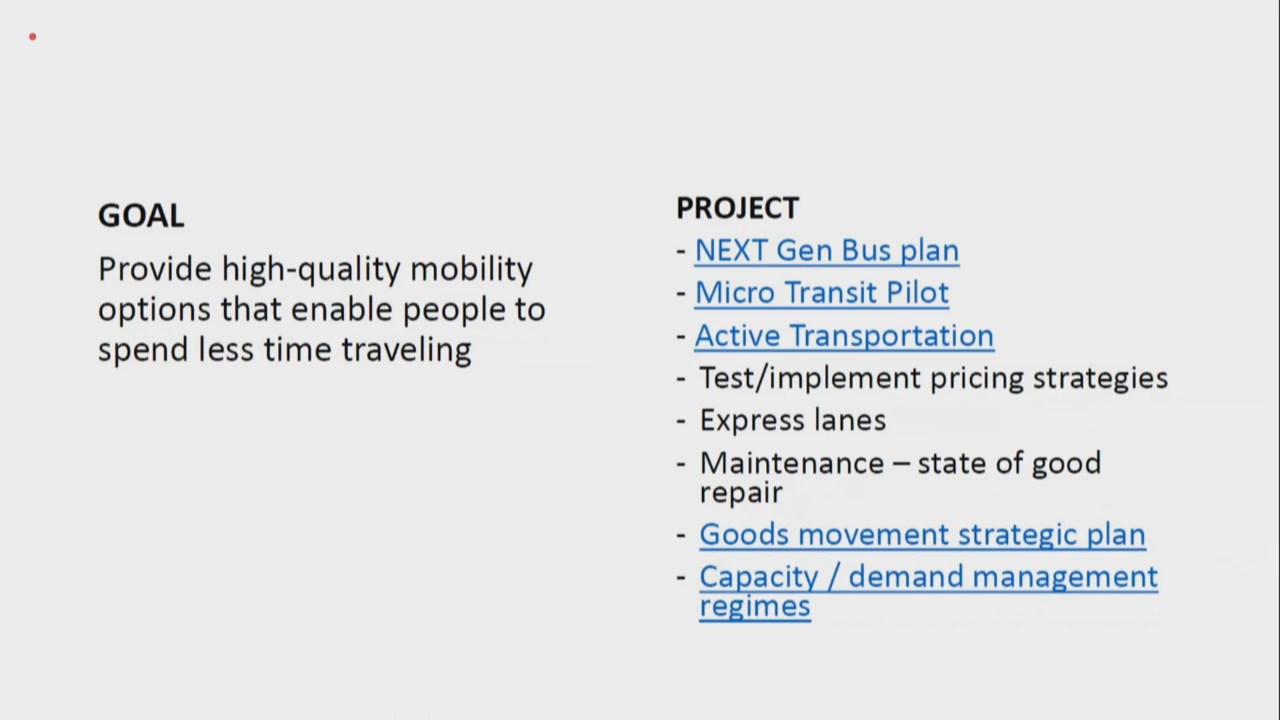 GOAL
Provide high-quality mobility
options that enable people to
spend less time traveling
PROJECT
- NEXT Gen Bus plan
- Micro Transit Pilot
- Active Transportation
- Test/implement pricing strategies
- Express lanes
- Maintenance – state of good
repair
- Goods movement strategic plan
- Capacity / demand management
regimes